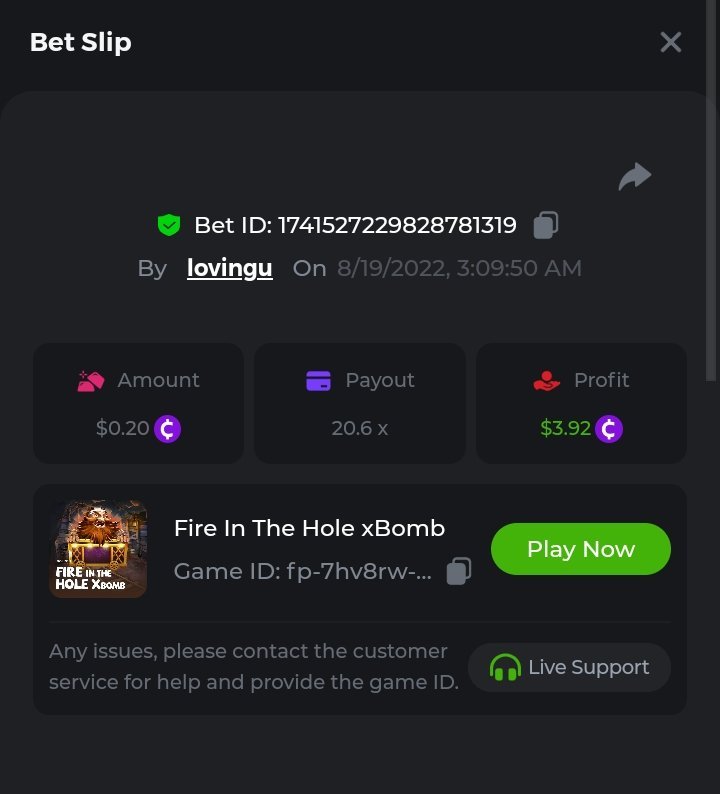 Bet Slip
Bet ID: 1741527229828781319
By lovingu On 8/19/2022, 3:09:50 AM
Amount
Payout
Profit
$0.20
20.6 x
$3.92
FIRE IN THE
HOLE XBOMB
Fire In The Hole xBomb
Game ID: fp-7hv8rw-...
Play Now
Any issues, please contact the customer
service for help and provide the game ID.
Live Support